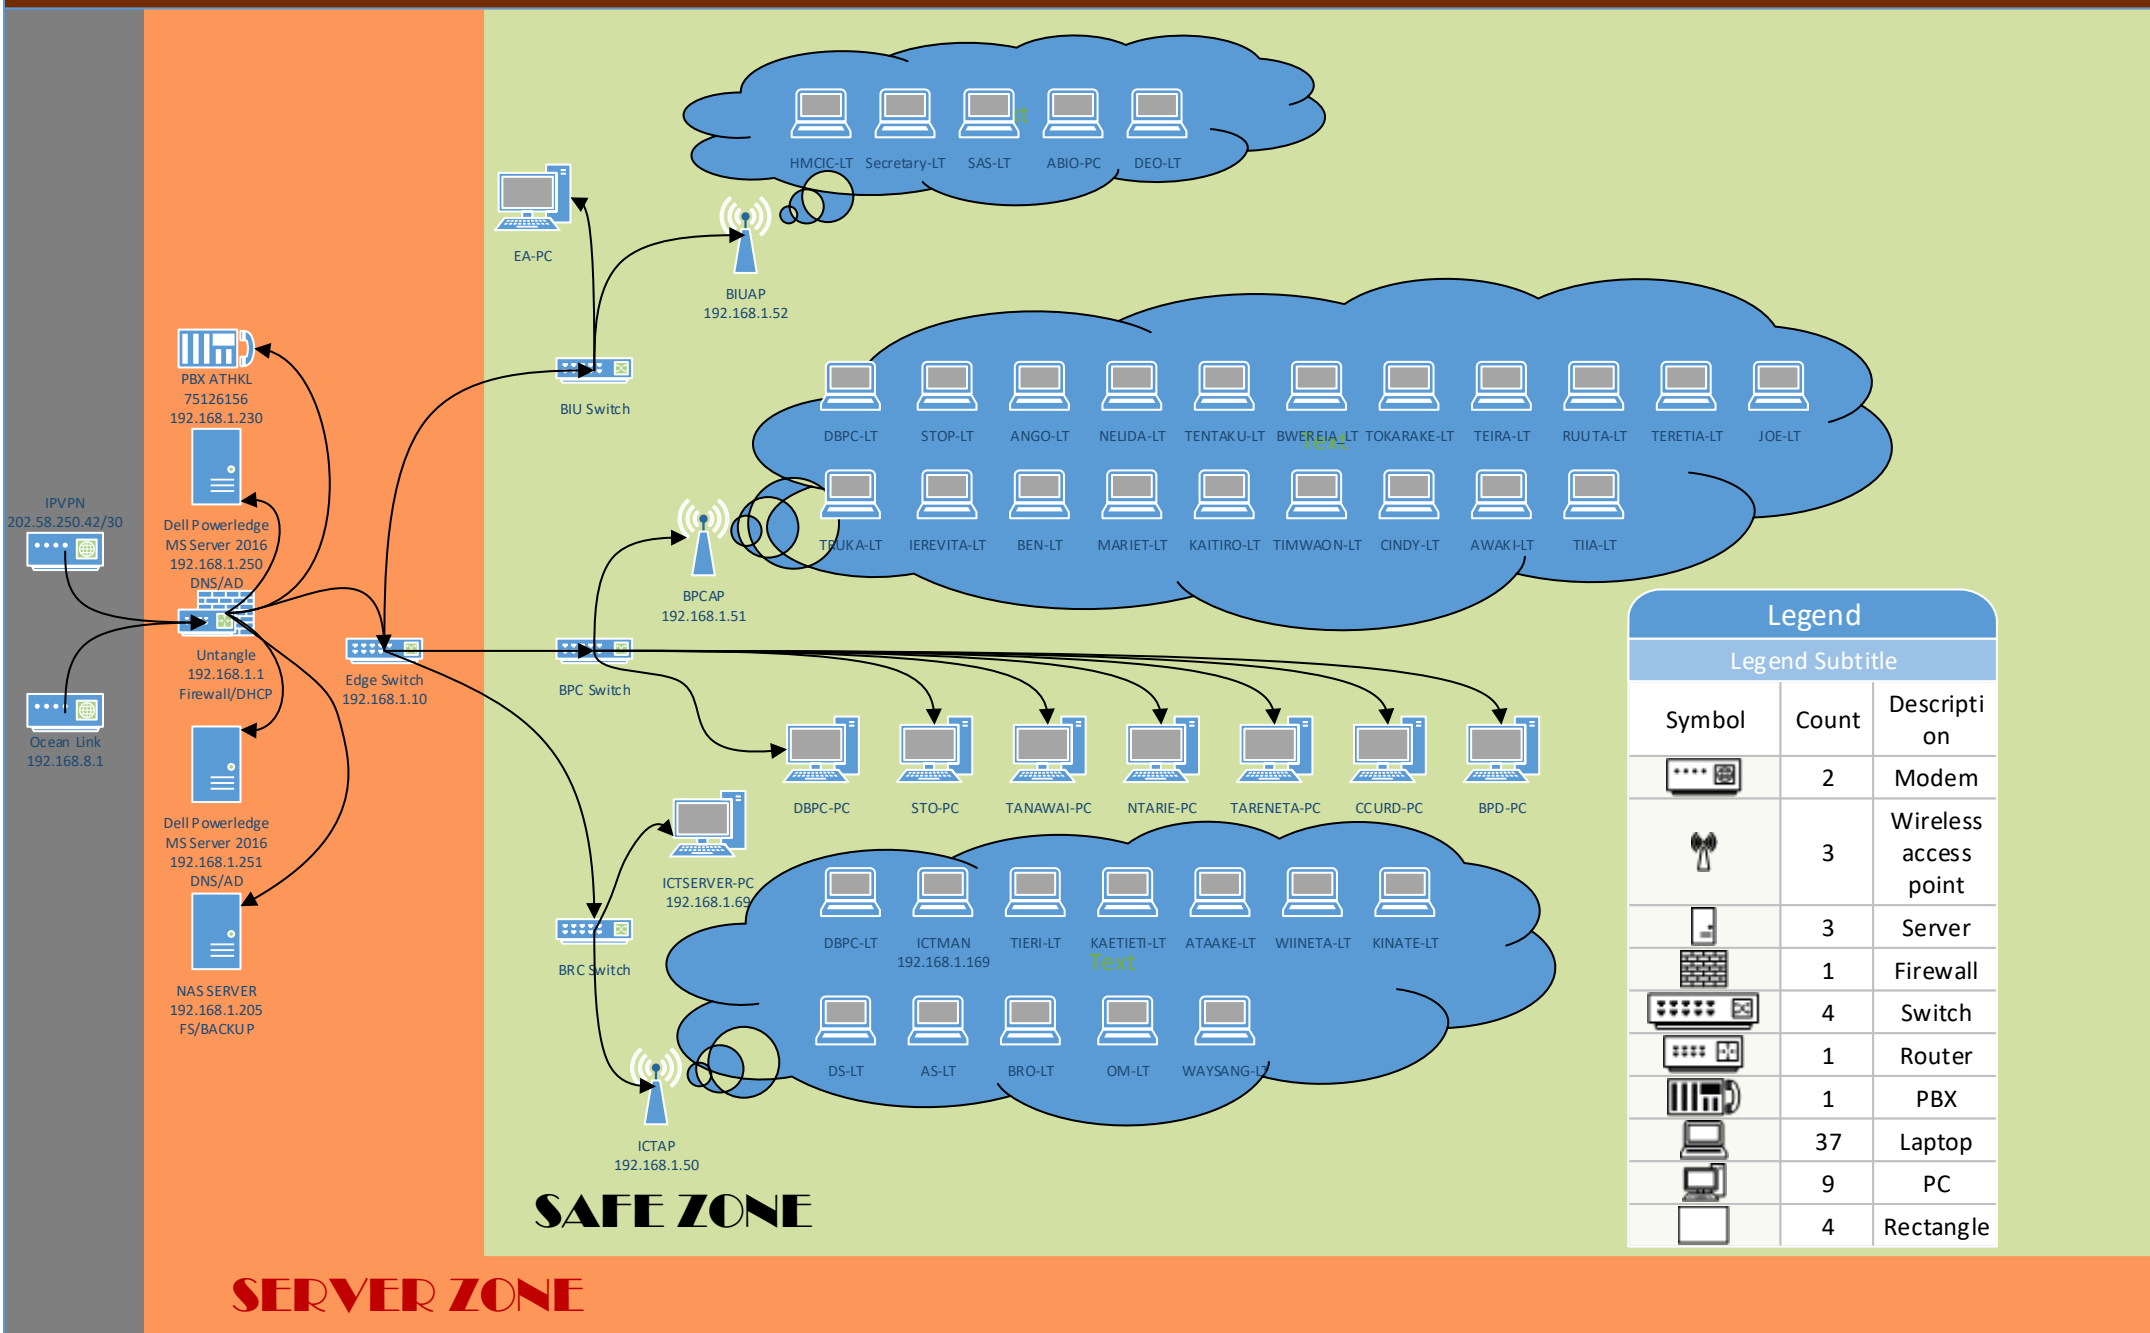 HMCIC-LT Secretary-LT SAS-LT ABIO-PC DEO-LT
EA-PC
BIUAP
192.168.1.52
BIU Switch
PBX ATHKL
75126156
192.168.1.230
Dell Powerledge
MS Server 2016
192.168.1.250
DNS/AD
IPVPN
202.58.250.42/30
Untangle
192.168.1.1
Firewall/DHCP
Ocean Link
192.168.8.1
Edge Switch
192.168.1.10
Dell Powerledge
MS Server 2016
192.168.1.251
DNS/AD
NAS SERVER
192.168.1.205
FS/BACKUP
DBPC-LT STOP-LT ANGO-LT NELIDA-LT TENTAKU-LT BWEREIA_LT TOKARAKE-LT TEIRA-LT RUUTA-LT TERETIA-LT JOE-LT
Text
TRUKA-LT IEREVITA-LT BEN-LT MARIET-LT KAITIRO-LT TIMWAON-LT CINDY-LT AWAKI-LT TIIA-LT
BPCAP
192.168.1.51
BPC Switch
DBPC-PC STO-PC TANAWAI-PC NTARIE-PC TARENETA-PC CCURD-PC BPD-PC
ICTSERVER-PC
192.168.1.69
BRC Switch
DBPC-LT ICTMAN TIERI-LT KAETIETI-LT ATAAKE-LT WIINETA-LT KINATE-LT
192.168.1.169
Text
DS-LT AS-LT BRO-LT OM-LT WAYSANG-LT
ICTAP
192.168.1.50
Legend
Legend Subtitle
Symbol Count Descripti
on
2 Modem
3 Wireless
access
point
3 Server
1 Firewall
4 Switch
1 Router
1 PBX
37 Laptop
9 PC
4 Rectangle
SAFE ZONE
SERVER ZONE